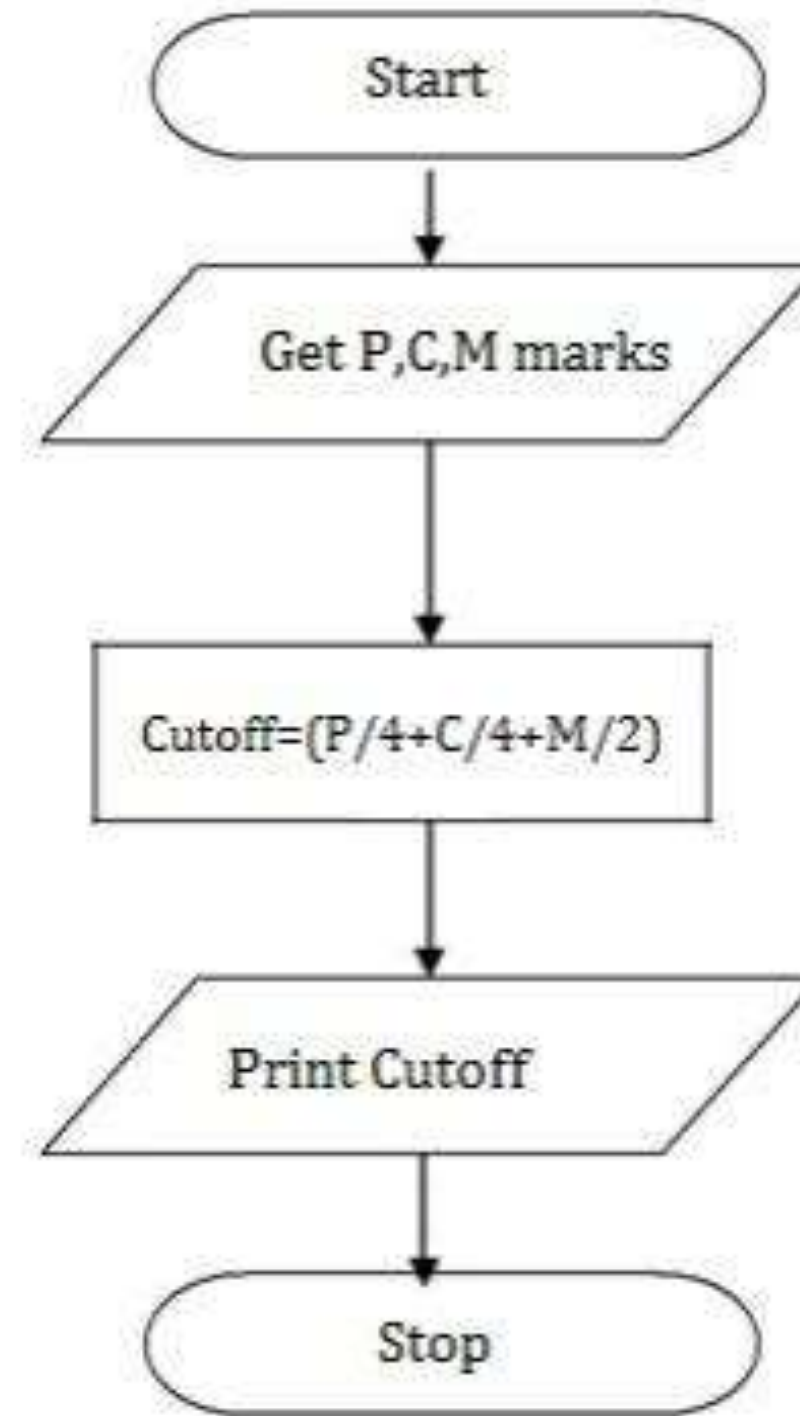 Start
Get P,C,M marks
Cutoff=(P/4+C/4+M/2)
Print Cutoff
Stop